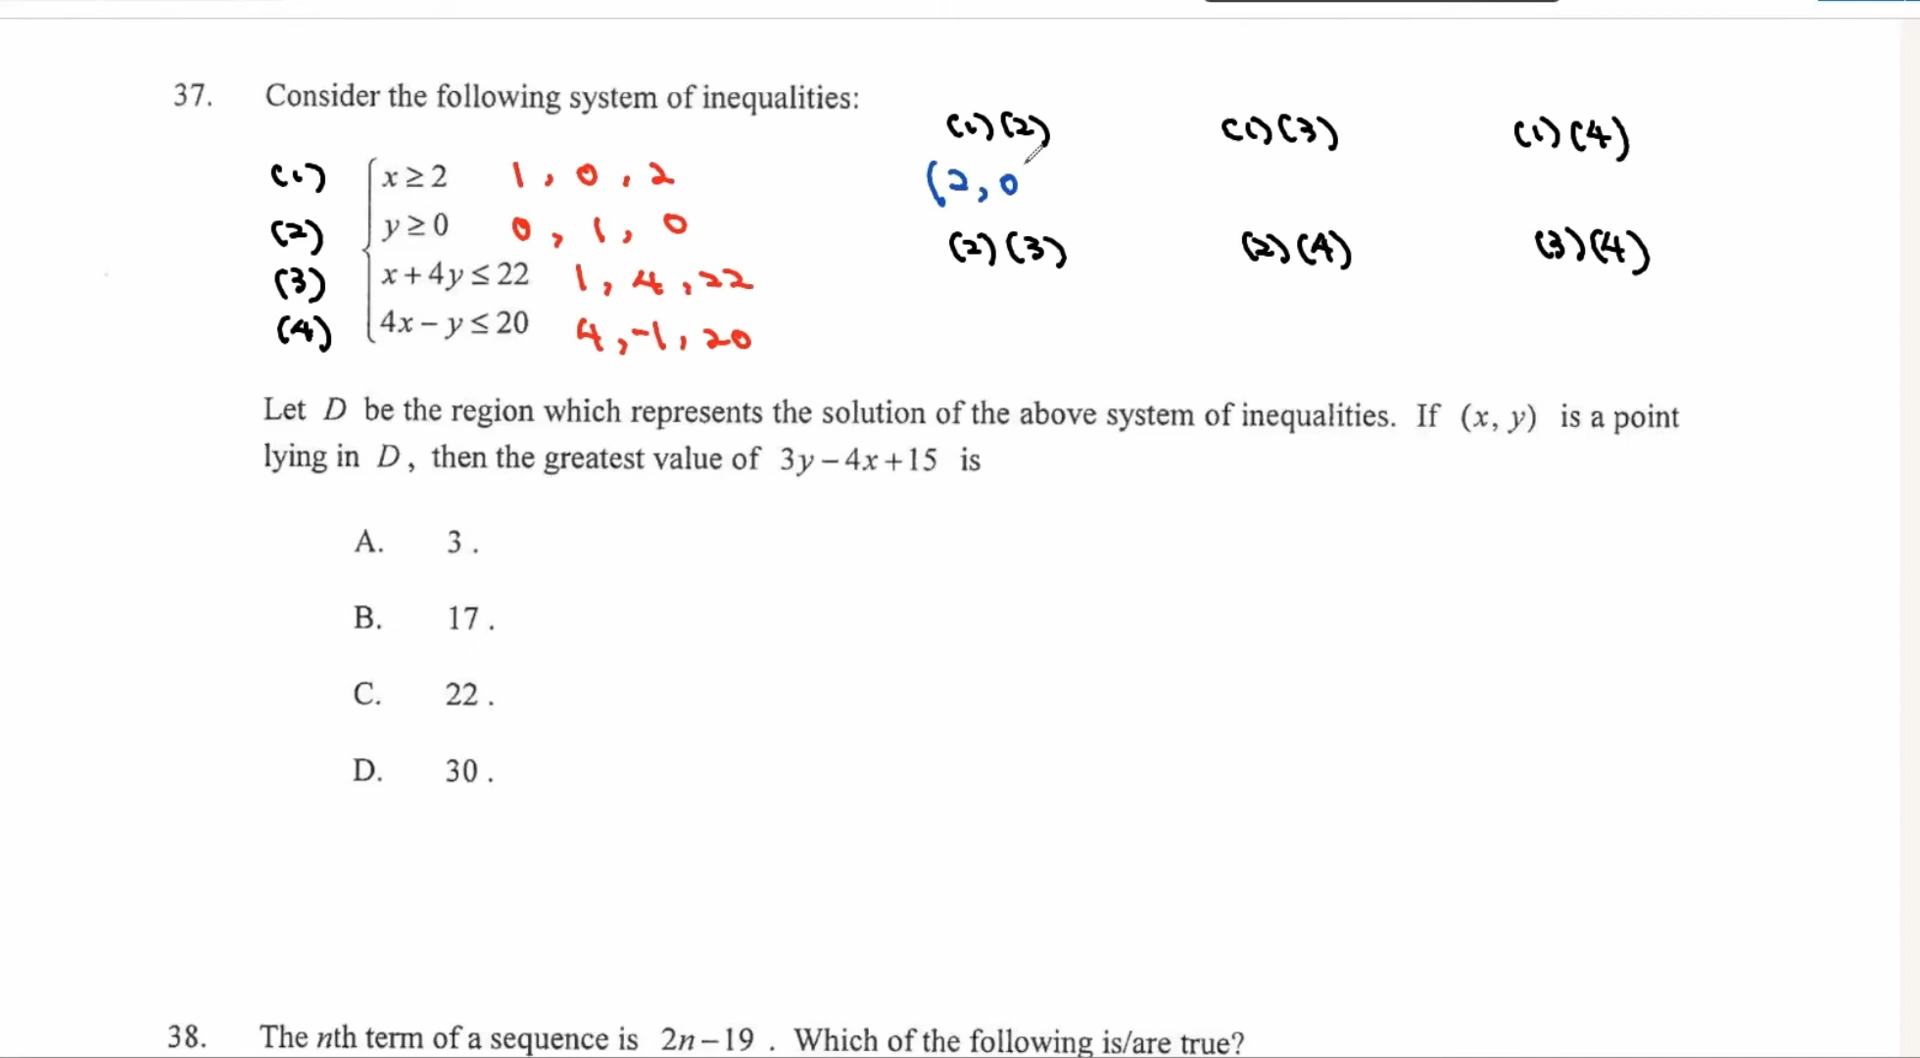 37. Consider the following system of inequalities:
(1)(2) (1)(3) (1)(4)
(1) x ≥ 2 1, 0, 2
(2, 0
(2) y ≥ 0 0, 1, 0
(2)(3) (2)(4) (3)(4)
(3) x + 4y ≤ 22 1, 4, 22
(4) 4x − y ≤ 20 4, -1, 20
Let D be the region which represents the solution of the above system of inequalities. If (x, y) is a point
lying in D, then the greatest value of 3y − 4x + 15 is
A. 3.
B. 17.
C. 22.
D. 30.
38. The nth term of a sequence is 2n − 19. Which of the following is/are true?